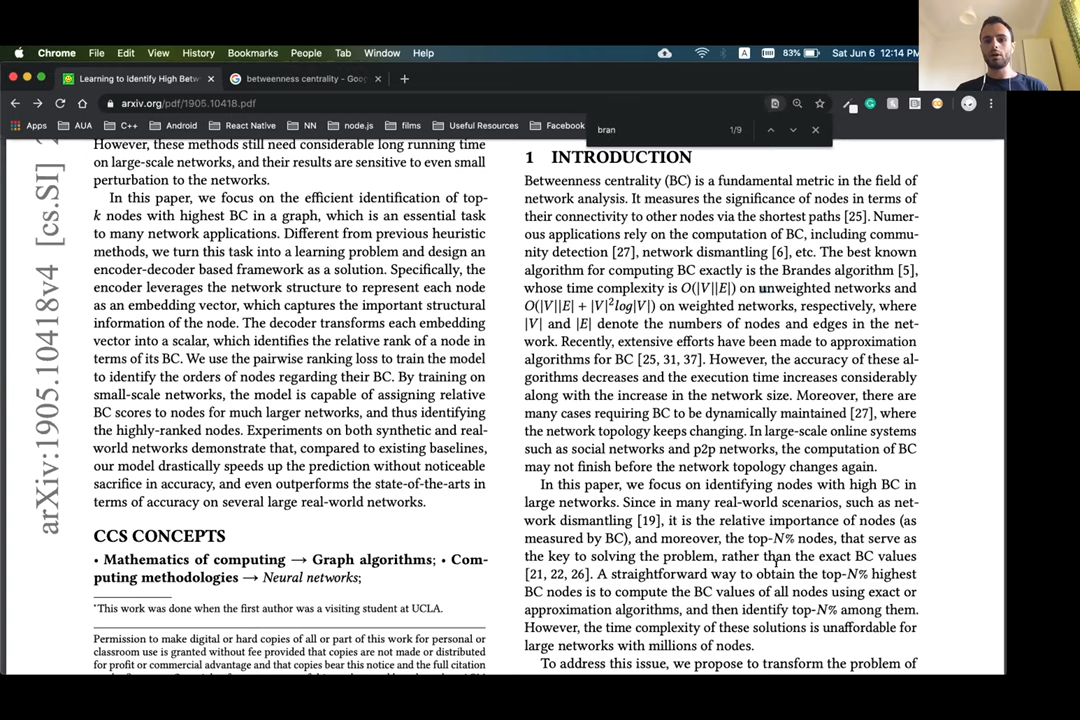 Chrome File Edit View History Bookmarks People Tab Window Help
A 83% Sat Jun 6 12:14 PM
Learning to Identify High Betw
betweenness centrality - Goog
arxiv.org/pdf/1905.10418.pdf
Apps AUA C++ Android React Native NN node.js films Useful Resources Facebook
bran 1/9
arXiv:1905.10418v4 [cs.SI] 2
However, these methods still need considerable long running time
on large-scale networks, and their results are sensitive to even small
perturbation to the networks.
In this paper, we focus on the efficient identification of top-
k nodes with highest BC in a graph, which is an essential task
to many network applications. Different from previous heuristic
methods, we turn this task into a learning problem and design an
encoder-decoder based framework as a solution. Specifically, the
encoder leverages the network structure to represent each node
as an embedding vector, which captures the important structural
information of the node. The decoder transforms each embedding
vector into a scalar, which identifies the relative rank of a node in
terms of its BC. We use the pairwise ranking loss to train the model
to identify the orders of nodes regarding their BC. By training on
small-scale networks, the model is capable of assigning relative
BC scores to nodes for much larger networks, and thus identifying
the highly-ranked nodes. Experiments on both synthetic and real-
world networks demonstrate that, compared to existing baselines,
our model drastically speeds up the prediction without noticeable
sacrifice in accuracy, and even outperforms the state-of-the-arts in
terms of accuracy on several large real-world networks.
CCS CONCEPTS
• Mathematics of computing → Graph algorithms; • Com-
puting methodologies → Neural networks;
*This work was done when the first author was a visiting student at UCLA.
Permission to make digital or hard copies of all or part of this work for personal or
classroom use is granted without fee provided that copies are not made or distributed
for profit or commercial advantage and that copies bear this notice and the full citation
1 INTRODUCTION
Betweenness centrality (BC) is a fundamental metric in the field of
network analysis. It measures the significance of nodes in terms of
their connectivity to other nodes via the shortest paths [25]. Numer-
ous applications rely on the computation of BC, including commu-
nity detection [27], network dismantling [6], etc. The best known
algorithm for computing BC exactly is the Brandes algorithm [5],
whose time complexity is O(|V||E|) on unweighted networks and
O(|V||E| + |V|²log|V|) on weighted networks, respectively, where
|V| and |E| denote the numbers of nodes and edges in the net-
work. Recently, extensive efforts have been made to approximation
algorithms for BC [25, 31, 37]. However, the accuracy of these al-
gorithms decreases and the execution time increases considerably
along with the increase in the network size. Moreover, there are
many cases requiring BC to be dynamically maintained [27], where
the network topology keeps changing. In large-scale online systems
such as social networks and p2p networks, the computation of BC
may not finish before the network topology changes again.
In this paper, we focus on identifying nodes with high BC in
large networks. Since in many real-world scenarios, such as net-
work dismantling [19], it is the relative importance of nodes (as
measured by BC), and moreover, the top-N% nodes, that serve as
the key to solving the problem, rather than the exact BC values
[21, 22, 26]. A straightforward way to obtain the top-N% highest
BC nodes is to compute the BC values of all nodes using exact or
approximation algorithms, and then identify top-N% among them.
However, the time complexity of these solutions is unaffordable for
large networks with millions of nodes.
To address this issue, we propose to transform the problem of